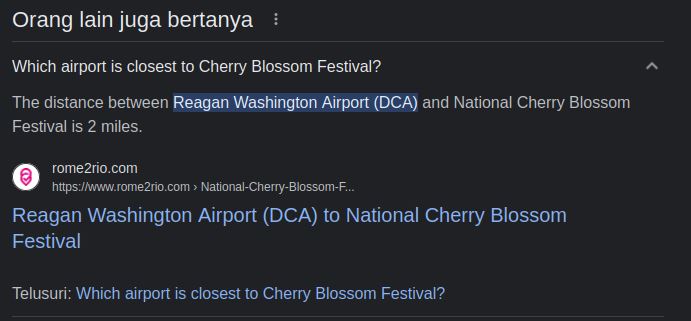 Orang lain juga bertanya
Which airport is closest to Cherry Blossom Festival?
The distance between Reagan Washington Airport (DCA) and National Cherry Blossom
Festival is 2 miles.
rome2rio.com
https://www.rome2rio.com › National-Cherry-Blossom-F...
Reagan Washington Airport (DCA) to National Cherry Blossom
Festival
Telusuri: Which airport is closest to Cherry Blossom Festival?